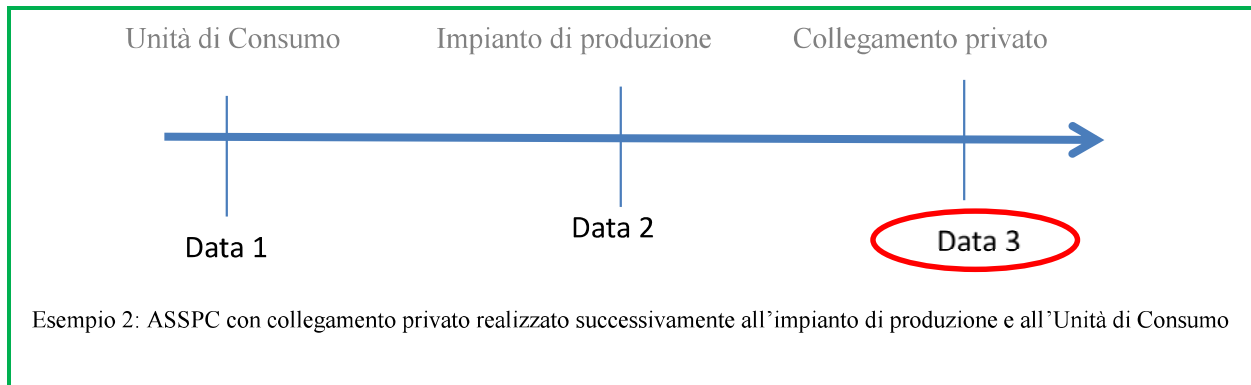 Unità di Consumo Impianto di produzione Collegamento privato
Data 1 Data 2 Data 3
Esempio 2: ASSPC con collegamento privato realizzato successivamente all’impianto di produzione e all’Unità di Consumo